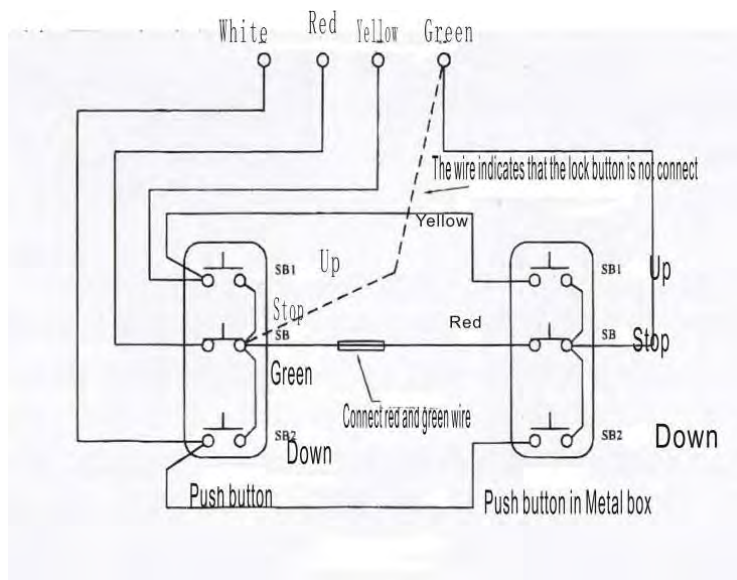 White Red Yellow Green
The wire indicates that the lock button is not connect
Yellow
SB1 Up SB1 Up
Stop Red
SB SB Stop
Green
Connect red and green wire
SB2 Down SB2 Down
Push button Push button in Metal box